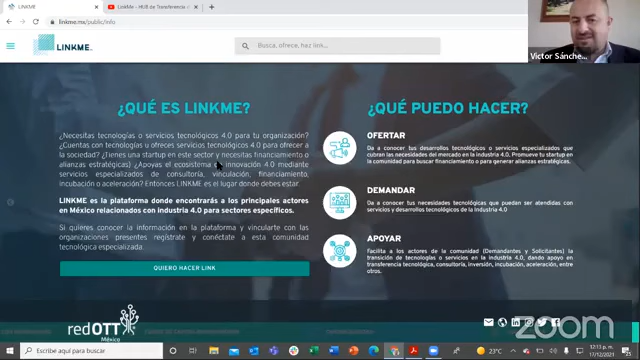 LINKME
LinkMe - HUB de Transferencia
linkme.mx/public/info
LINKME.
Busca, ofrece, haz link...
Víctor Sánche...
¿QUÉ ES LINKME?
¿Necesitas tecnologías o servicios tecnológicos 4.0 para tu organización?
¿Cuentas con tecnologías u ofreces servicios tecnológicos 4.0 para ofrecer a
la sociedad? ¿Tienes una startup en este sector y necesitas financiamiento o
alianzas estratégicas? ¿Apoyas el ecosistema de innovación 4.0 mediante
servicios especializados de consultoría, vinculación, financiamiento,
incubación o aceleración? Entonces LINKME es el lugar donde debes estar.
LINKME es la plataforma donde encontrarás a los principales actores
en México relacionados con industria 4.0 para sectores específicos.
Si quieres conocer la información en la plataforma y vincularte con las
organizaciones presentes regístrate y conéctate a esta comunidad
tecnológica especializada.
QUIERO HACER LINK
¿QUÉ PUEDO HACER?
OFERTAR
Da a conocer tus desarrollos tecnológicos o servicios especializados que
cubran las necesidades del mercado en la industria 4.0. Promueve tu startup en
la comunidad para buscar financiamiento o para generar alianzas estratégicas.
DEMANDAR
Da a conocer tus necesidades tecnológicas que puedan ser atendidas con
servicios y desarrollos tecnológicos de la Industria 4.0
APOYAR
Facilita a los actores de la comunidad (Demandantes y Solicitantes) la
transición de tecnologías o servicios en la industria 4.0, dando apoyo en
transferencia tecnológica, consultoría, inversión, incubación, aceleración, entre
otros.
redOTT
México
zoom
Escribe aquí para buscar
23°C
12:13 p. m.
17/12/2021